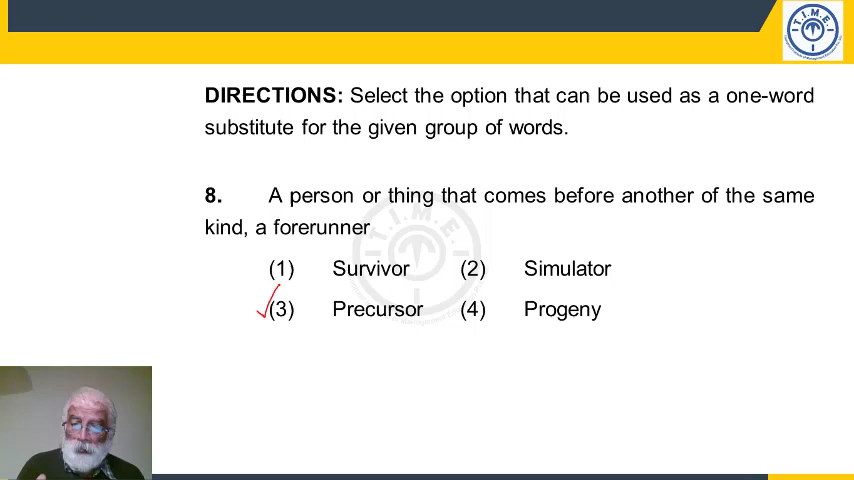 T.I.M.E.
DIRECTIONS: Select the option that can be used as a one-word
substitute for the given group of words.
8. A person or thing that comes before another of the same
kind, a forerunner
T.I.M.E.
(1) Survivor (2) Simulator
(3) Precursor (4) Progeny